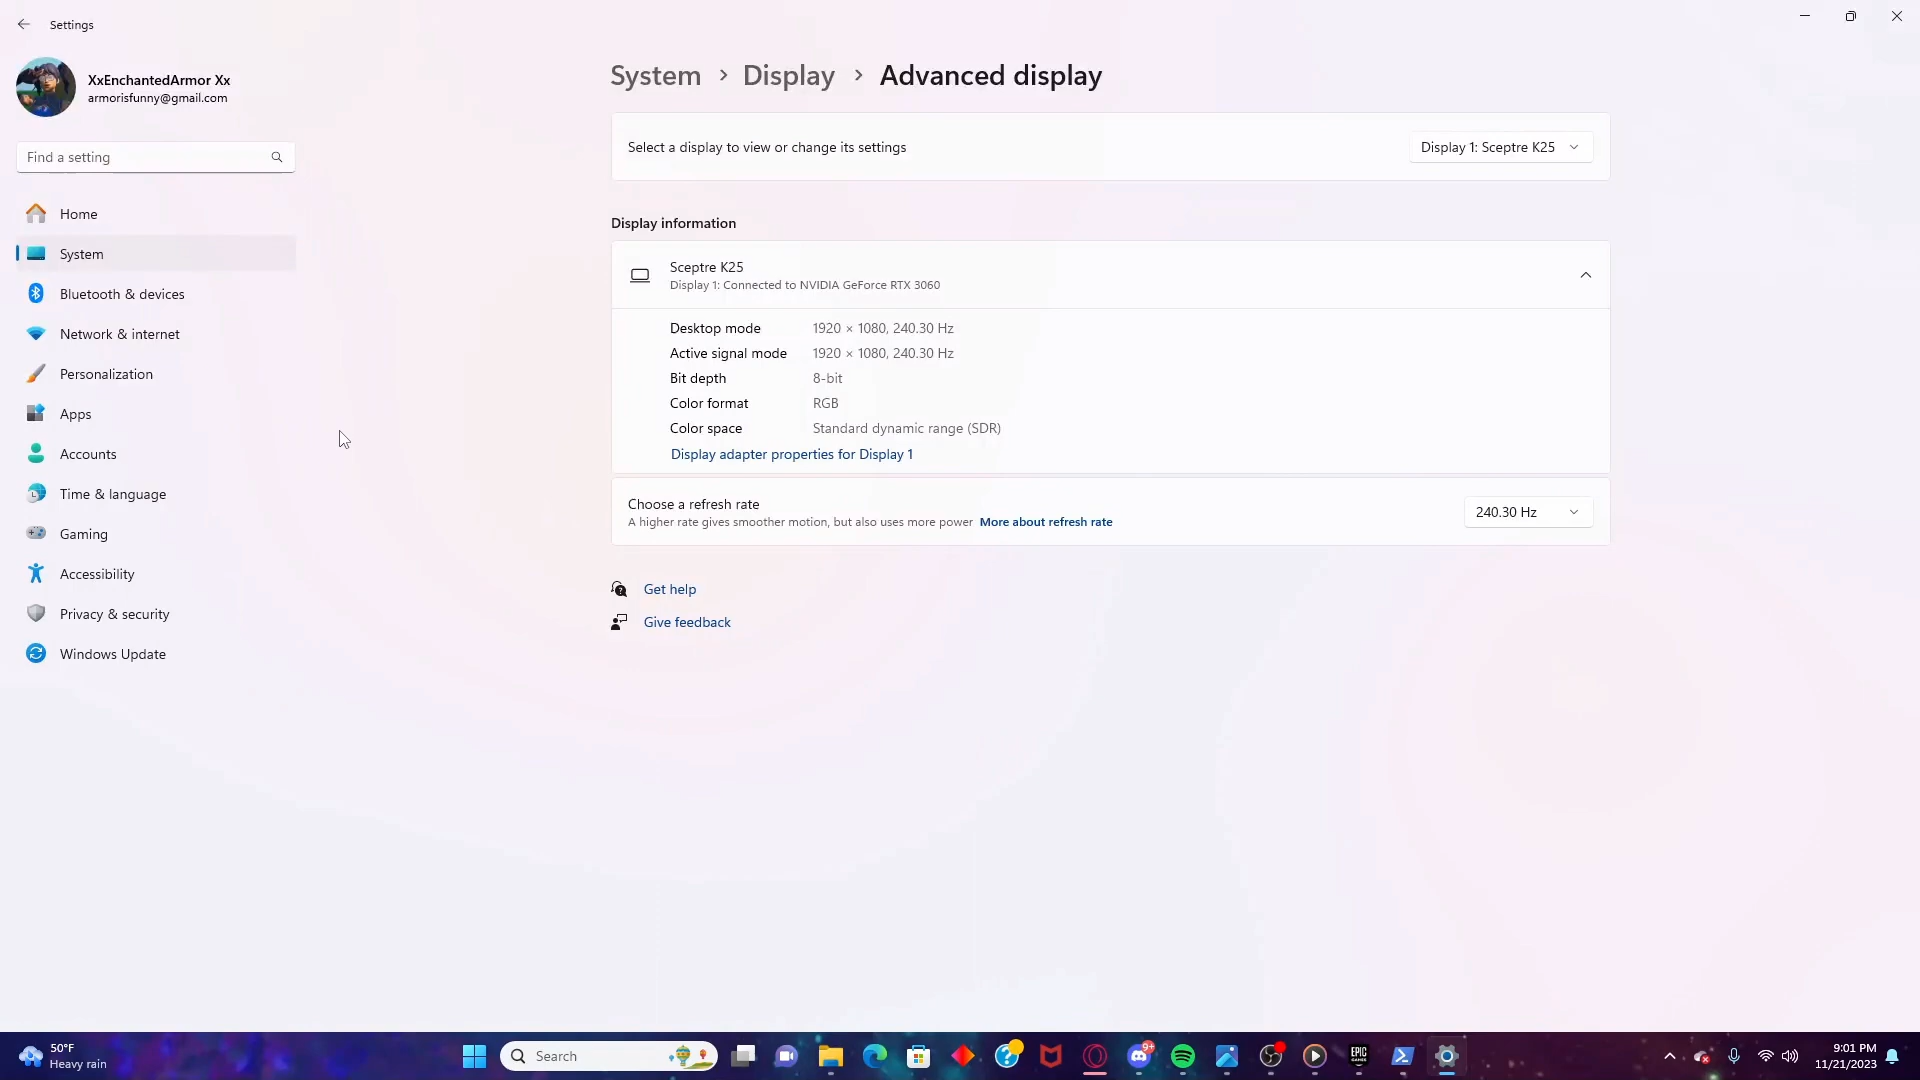 Settings
XxEnchantedArmor Xx
armorisfunny@gmail.com
Find a setting
Home
System
Bluetooth & devices
Network & internet
Personalization
Apps
Accounts
Time & language
Gaming
Accessibility
Privacy & security
Windows Update
System > Display > Advanced display
Select a display to view or change its settings
Display 1: Sceptre K25
Display information
Sceptre K25
Display 1: Connected to NVIDIA GeForce RTX 3060
Desktop mode 1920 × 1080, 240.30 Hz
Active signal mode 1920 × 1080, 240.30 Hz
Bit depth 8-bit
Color format RGB
Color space Standard dynamic range (SDR)
Display adapter properties for Display 1
Choose a refresh rate
A higher rate gives smoother motion, but also uses more power More about refresh rate
240.30 Hz
Get help
Give feedback
50°F
Heavy rain
Search
9+
EPIC
GAMES
9:01 PM
11/21/2023